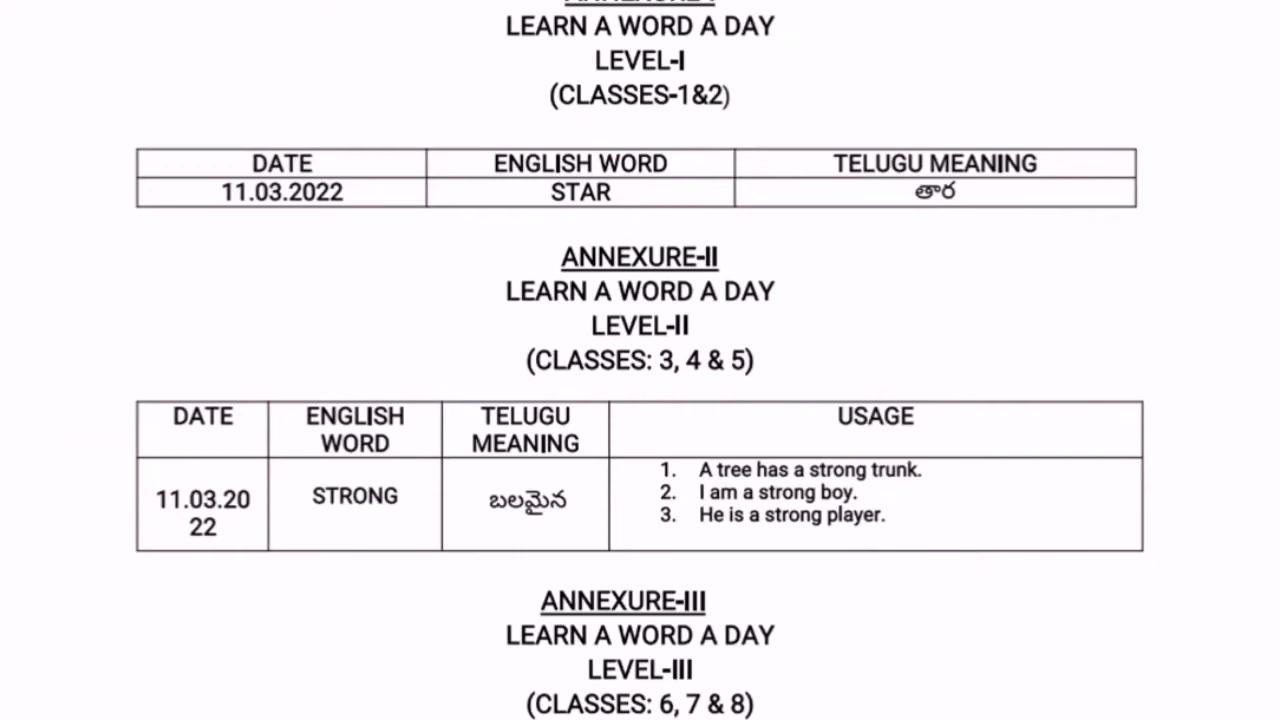 LEARN A WORD A DAY
LEVEL-I
(CLASSES-1&2)
DATE ENGLISH WORD TELUGU MEANING
11.03.2022 STAR తార
ANNEXURE-II
LEARN A WORD A DAY
LEVEL-II
(CLASSES: 3, 4 & 5)
DATE ENGLISH WORD TELUGU MEANING USAGE
11.03.2022 STRONG బలమైన
1. A tree has a strong trunk.
2. I am a strong boy.
3. He is a strong player.
ANNEXURE-III
LEARN A WORD A DAY
LEVEL-III
(CLASSES: 6, 7 & 8)